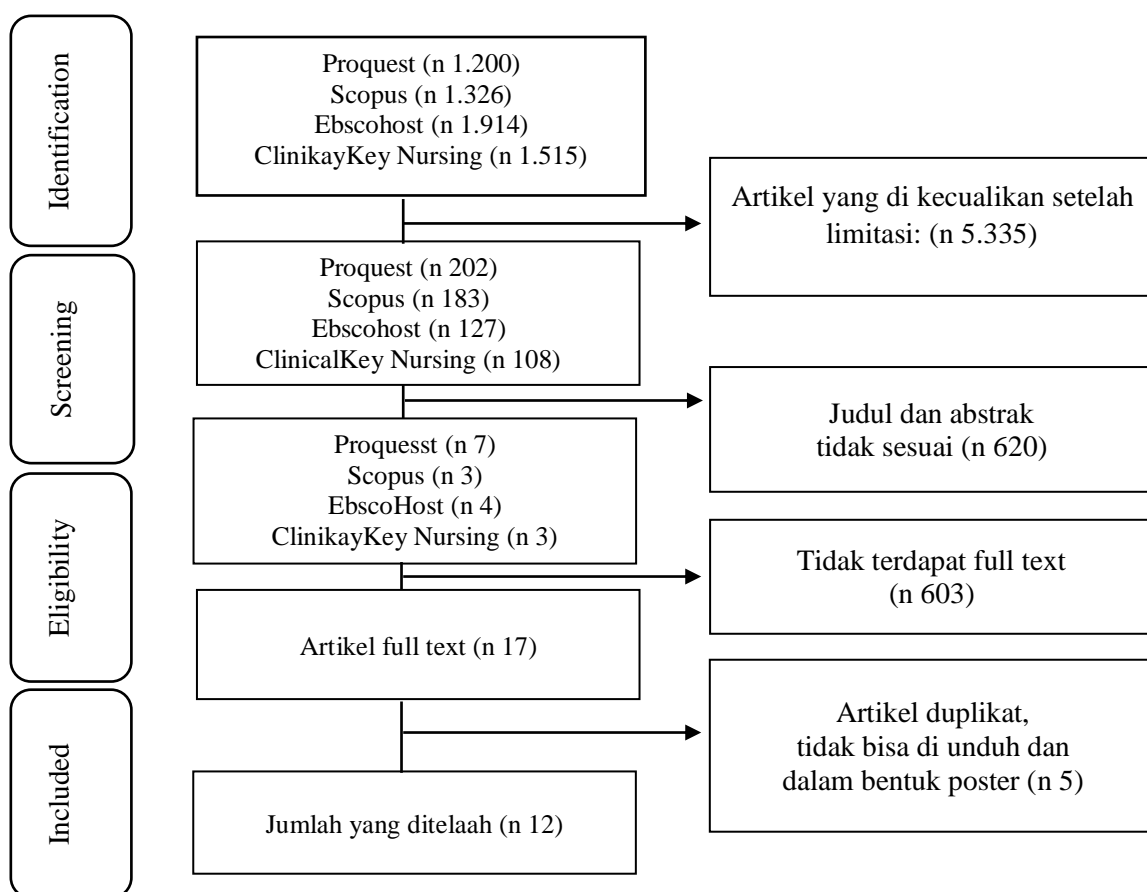 Identification
Proquest (n 1.200)
Scopus (n 1.326)
Ebscohost (n 1.914)
ClinikayKey Nursing (n 1.515)
Artikel yang di kecualikan setelah
limitasi: (n 5.335)
Screening
Proquest (n 202)
Scopus (n 183)
Ebscohost (n 127)
ClinicalKey Nursing (n 108)
Judul dan abstrak
tidak sesuai (n 620)
Eligibility
Proquesst (n 7)
Scopus (n 3)
EbscoHost (n 4)
ClinikayKey Nursing (n 3)
Tidak terdapat full text
(n 603)
Artikel full text (n 17)
Included
Artikel duplikat,
tidak bisa di unduh dan
dalam bentuk poster (n 5)
Jumlah yang ditelaah (n 12)